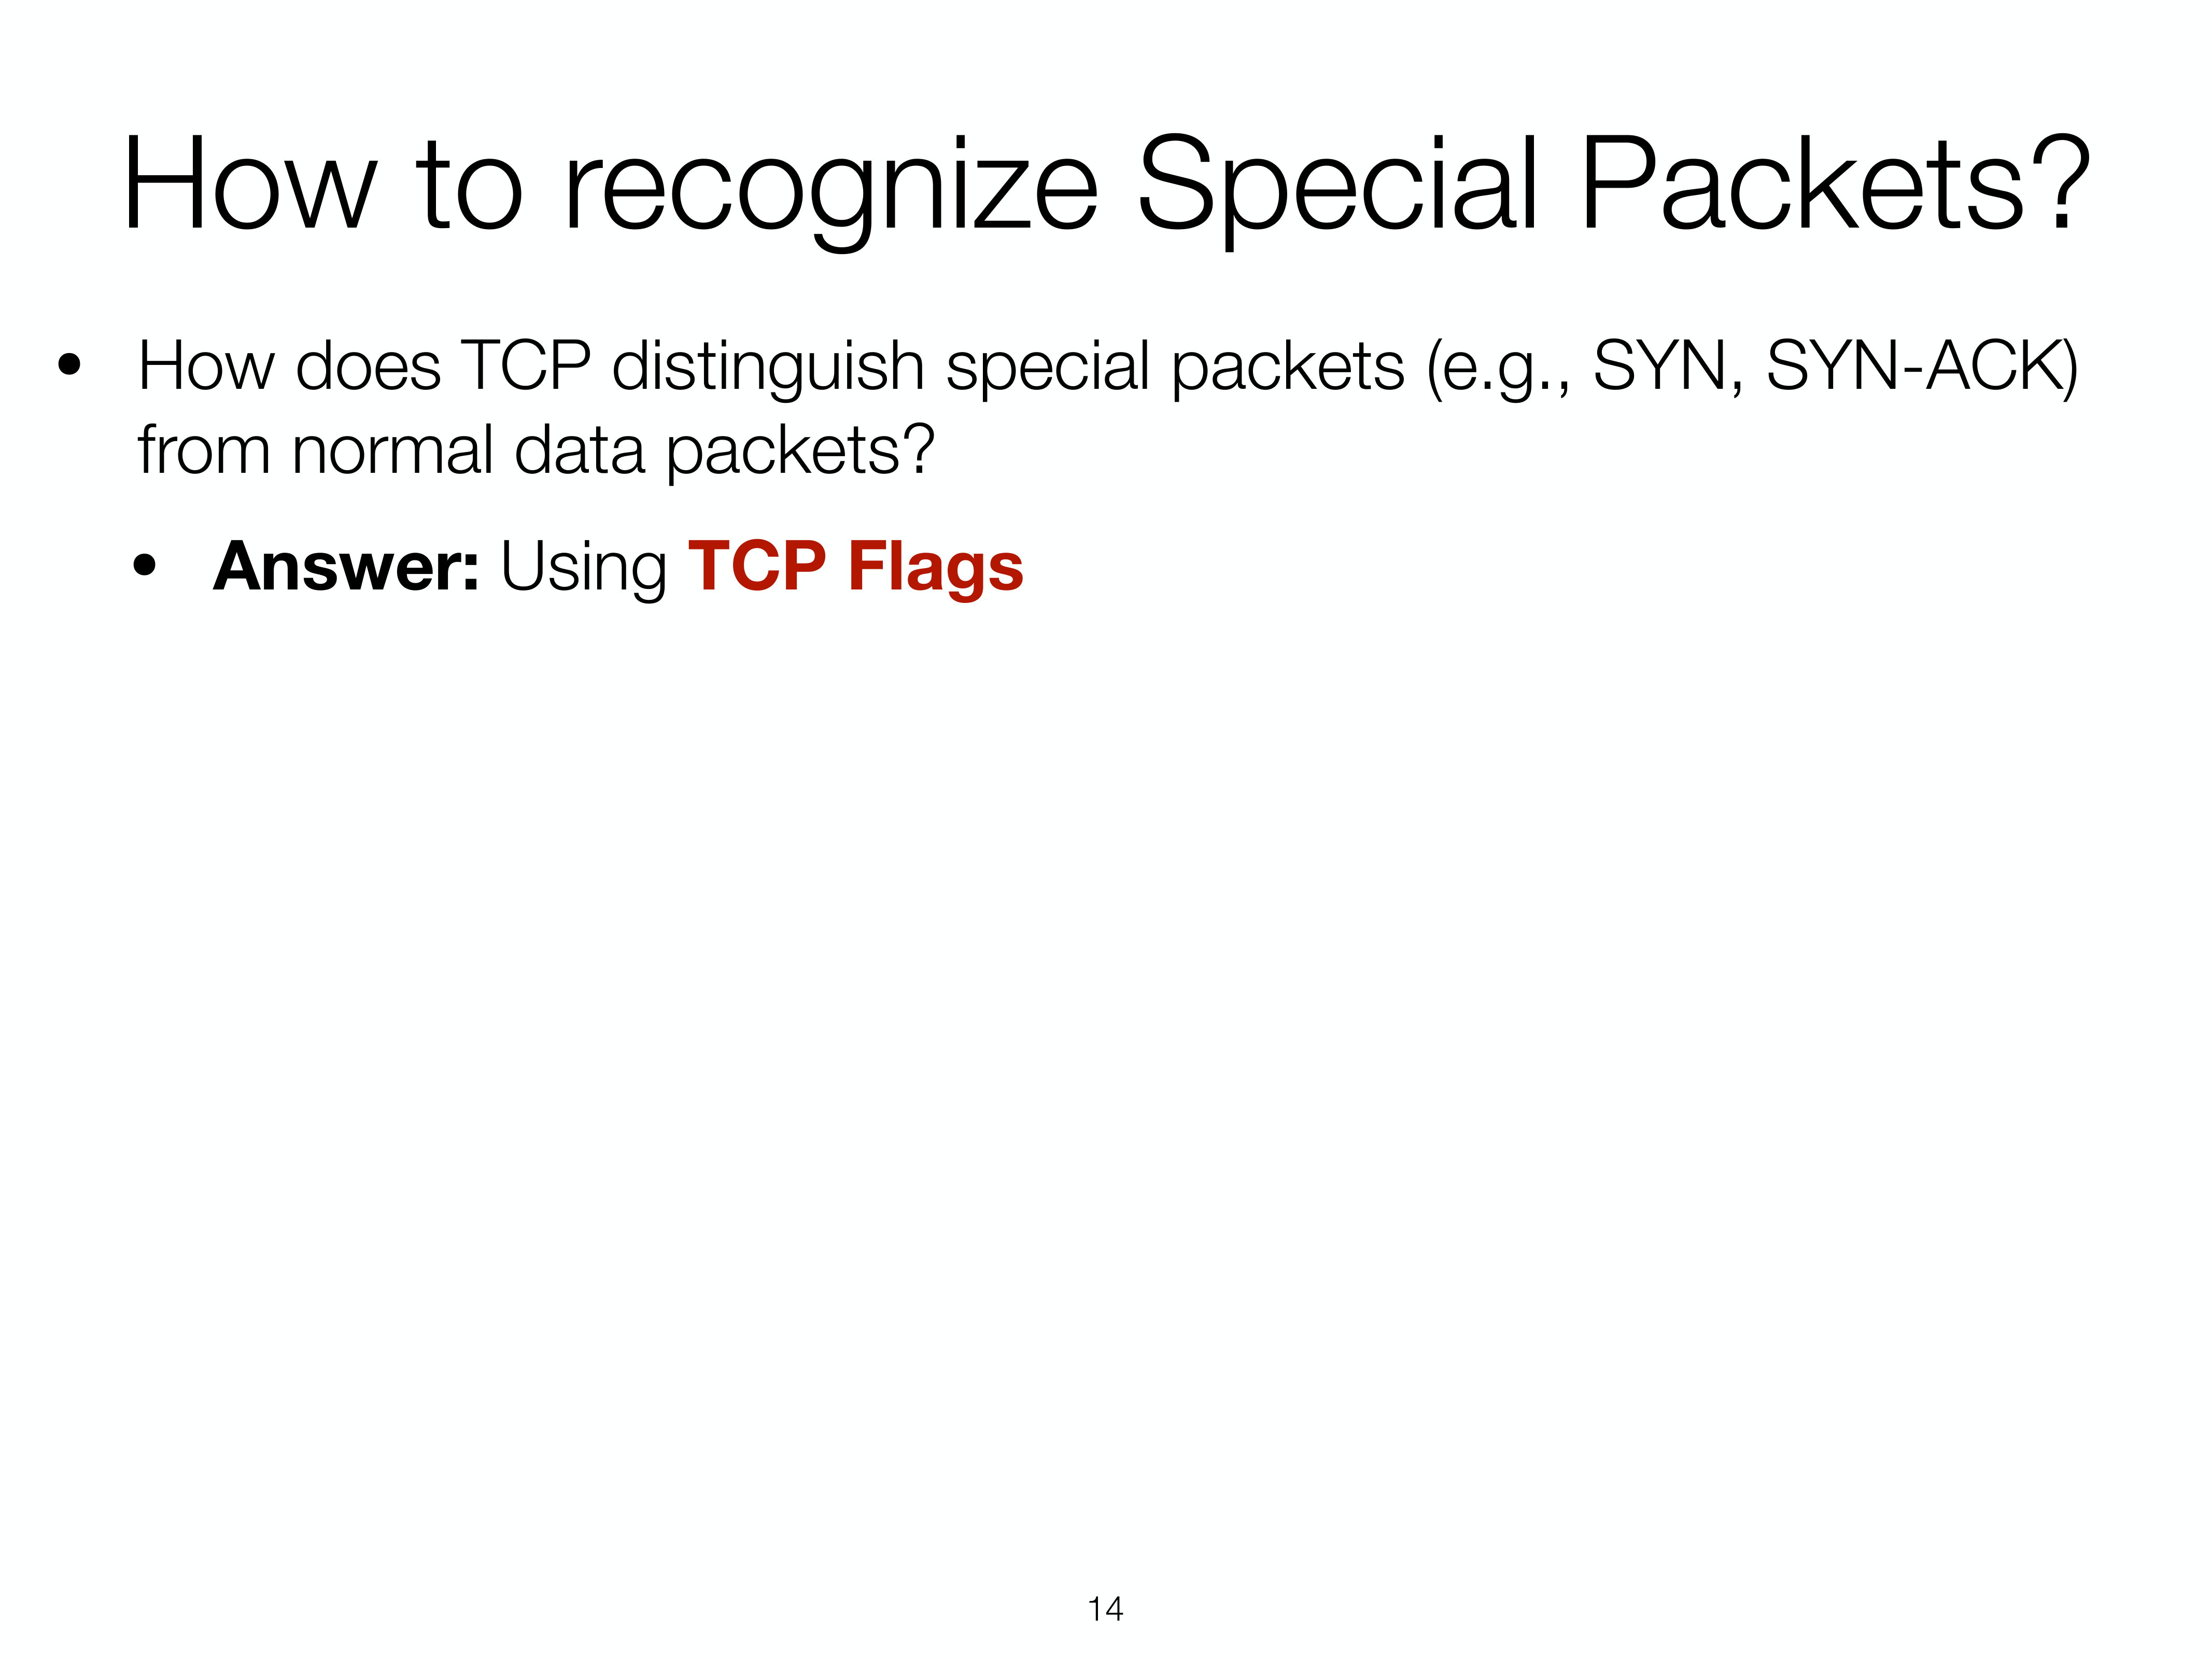 How to recognize Special Packets?
• How does TCP distinguish special packets (e.g., SYN, SYN-ACK)
from normal data packets?
• Answer: Using TCP Flags
14